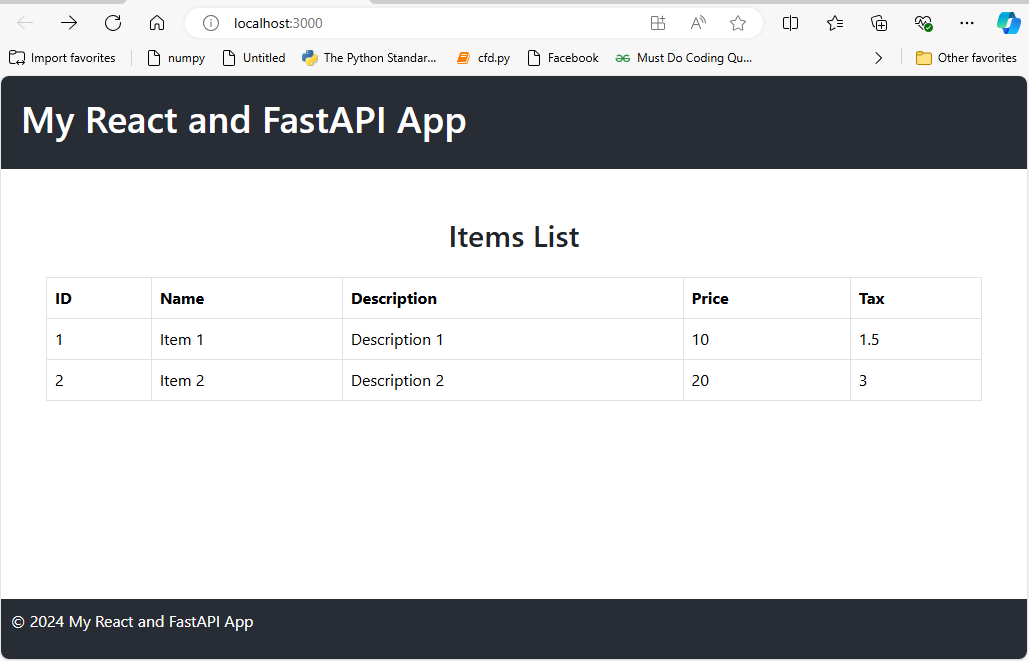 localhost:3000
Import favorites numpy Untitled The Python Standar... cfd.py Facebook Must Do Coding Qu... Other favorites
My React and FastAPI App
Items List
ID Name Description Price Tax
1 Item 1 Description 1 10 1.5
2 Item 2 Description 2 20 3
© 2024 My React and FastAPI App